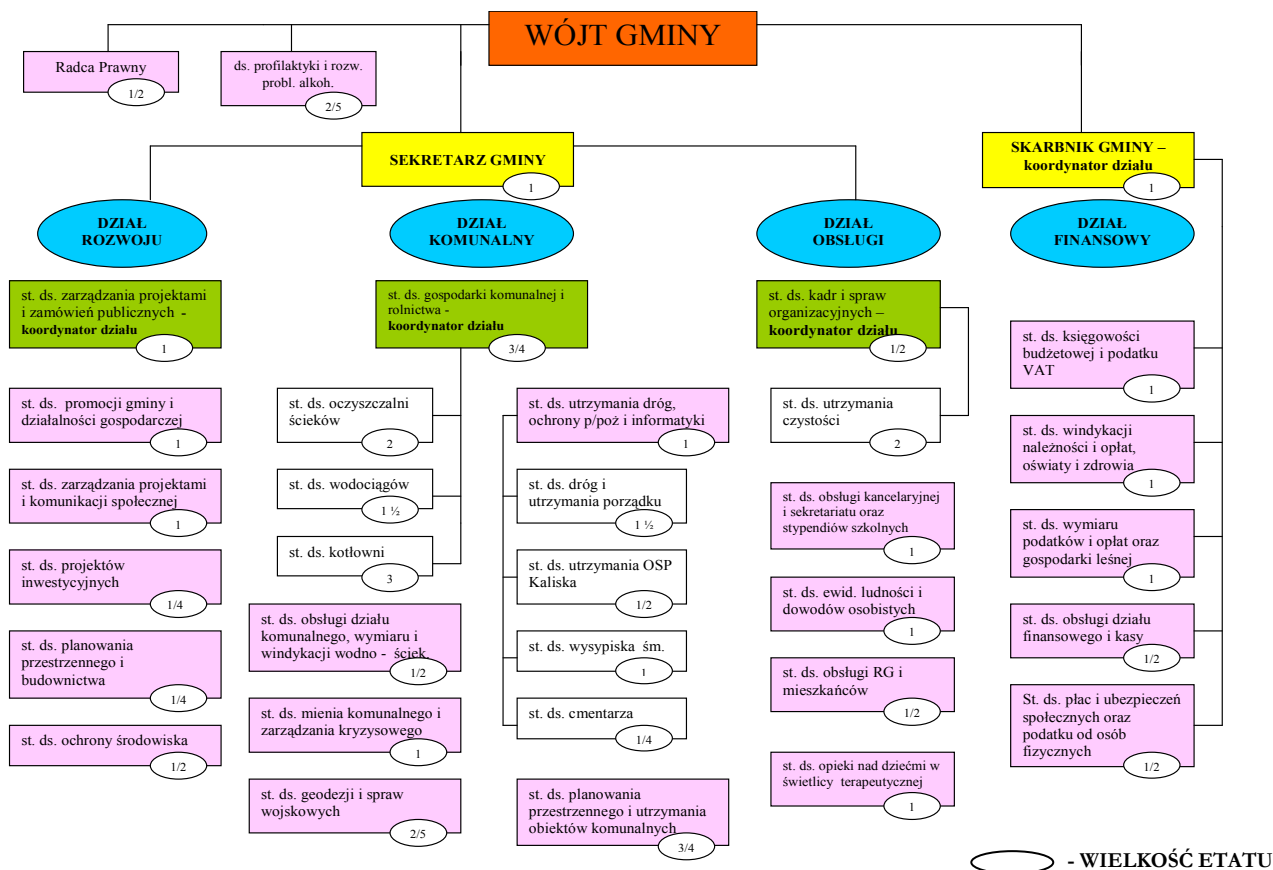 WÓJT GMINY
Radca Prawny
1/2
ds. profilaktyki i rozw.
probl. alkoh.
2/5
SEKRETARZ GMINY
1
SKARBNIK GMINY –
koordynator działu
1
DZIAŁ
ROZWOJU
DZIAŁ
KOMUNALNY
DZIAŁ
OBSŁUGI
DZIAŁ
FINANSOWY
st. ds. zarządzania projektami
i zamówień publicznych -
koordynator działu
1
st. ds. promocji gminy i
działalności gospodarczej
1
st. ds. zarządzania projektami
i komunikacji społecznej
1
st. ds. projektów
inwestycyjnych
1/4
st. ds. planowania
przestrzennego i
budownictwa
1/4
st. ds. ochrony środowiska
1/2
st. ds. gospodarki komunalnej i
rolnictwa -
koordynator działu
3/4
st. ds. oczyszczalni
ścieków
2
st. ds. wodociągów
1 ½
st. ds. kotłowni
3
st. ds. obsługi działu
komunalnego, wymiaru i
windykacji wodno - ściek.
1/2
st. ds. mienia komunalnego i
zarządzania kryzysowego
1
st. ds. geodezji i spraw
wojskowych
2/5
st. ds. utrzymania dróg,
ochrony p/poż i informatyki
1
st. ds. dróg i
utrzymania porządku
1 ½
st. ds. utrzymania OSP
Kaliska
1/2
st. ds. wysypiska śm.
1
st. ds. cmentarza
1/4
st. ds. planowania
przestrzennego i utrzymania
obiektów komunalnych
3/4
st. ds. kadr i spraw
organizacyjnych –
koordynator działu
1/2
st. ds. utrzymania
czystości
2
st. ds. obsługi kancelaryjnej
i sekretariatu oraz
stypendiów szkolnych
1
st. ds. ewid. ludności i
dowodów osobistych
1
st. ds. obsługi RG i
mieszkańców
1/2
st. ds. opieki nad dziećmi w
świetlicy terapeutycznej
1
st. ds. księgowości
budżetowej i podatku
VAT
1
st. ds. windykacji
należności i opłat,
oświaty i zdrowia
1
st. ds. wymiaru
podatków i opłat oraz
gospodarki leśnej
1
st. ds. obsługi działu
finansowego i kasy
1/2
St. ds. płac i ubezpieczeń
społecznych oraz
podatku od osób
fizycznych
1/2
- WIELKOŚĆ ETATU